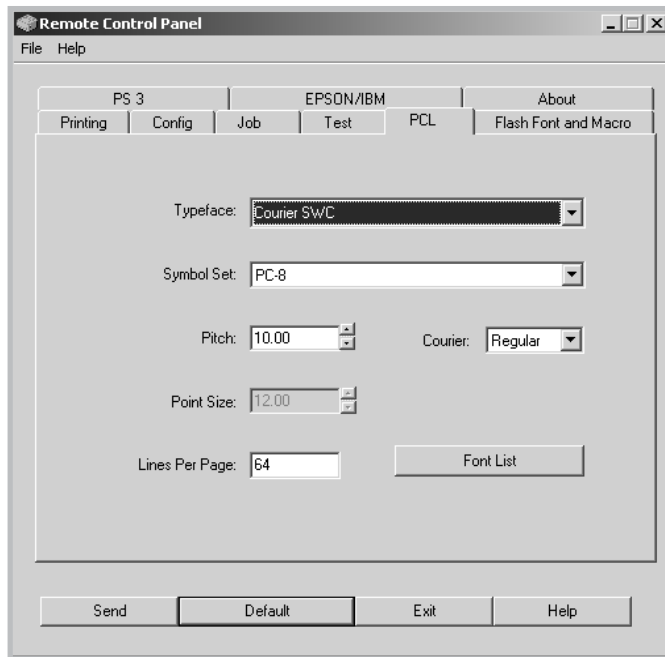 Remote Control Panel
File Help
PS 3 EPSON/IBM About
Printing Config Job Test PCL Flash Font and Macro
Typeface: Courier SWC
Symbol Set: PC-8
Pitch: 10.00 Courier: Regular
Point Size: 12.00
Lines Per Page: 64 Font List
Send Default Exit Help